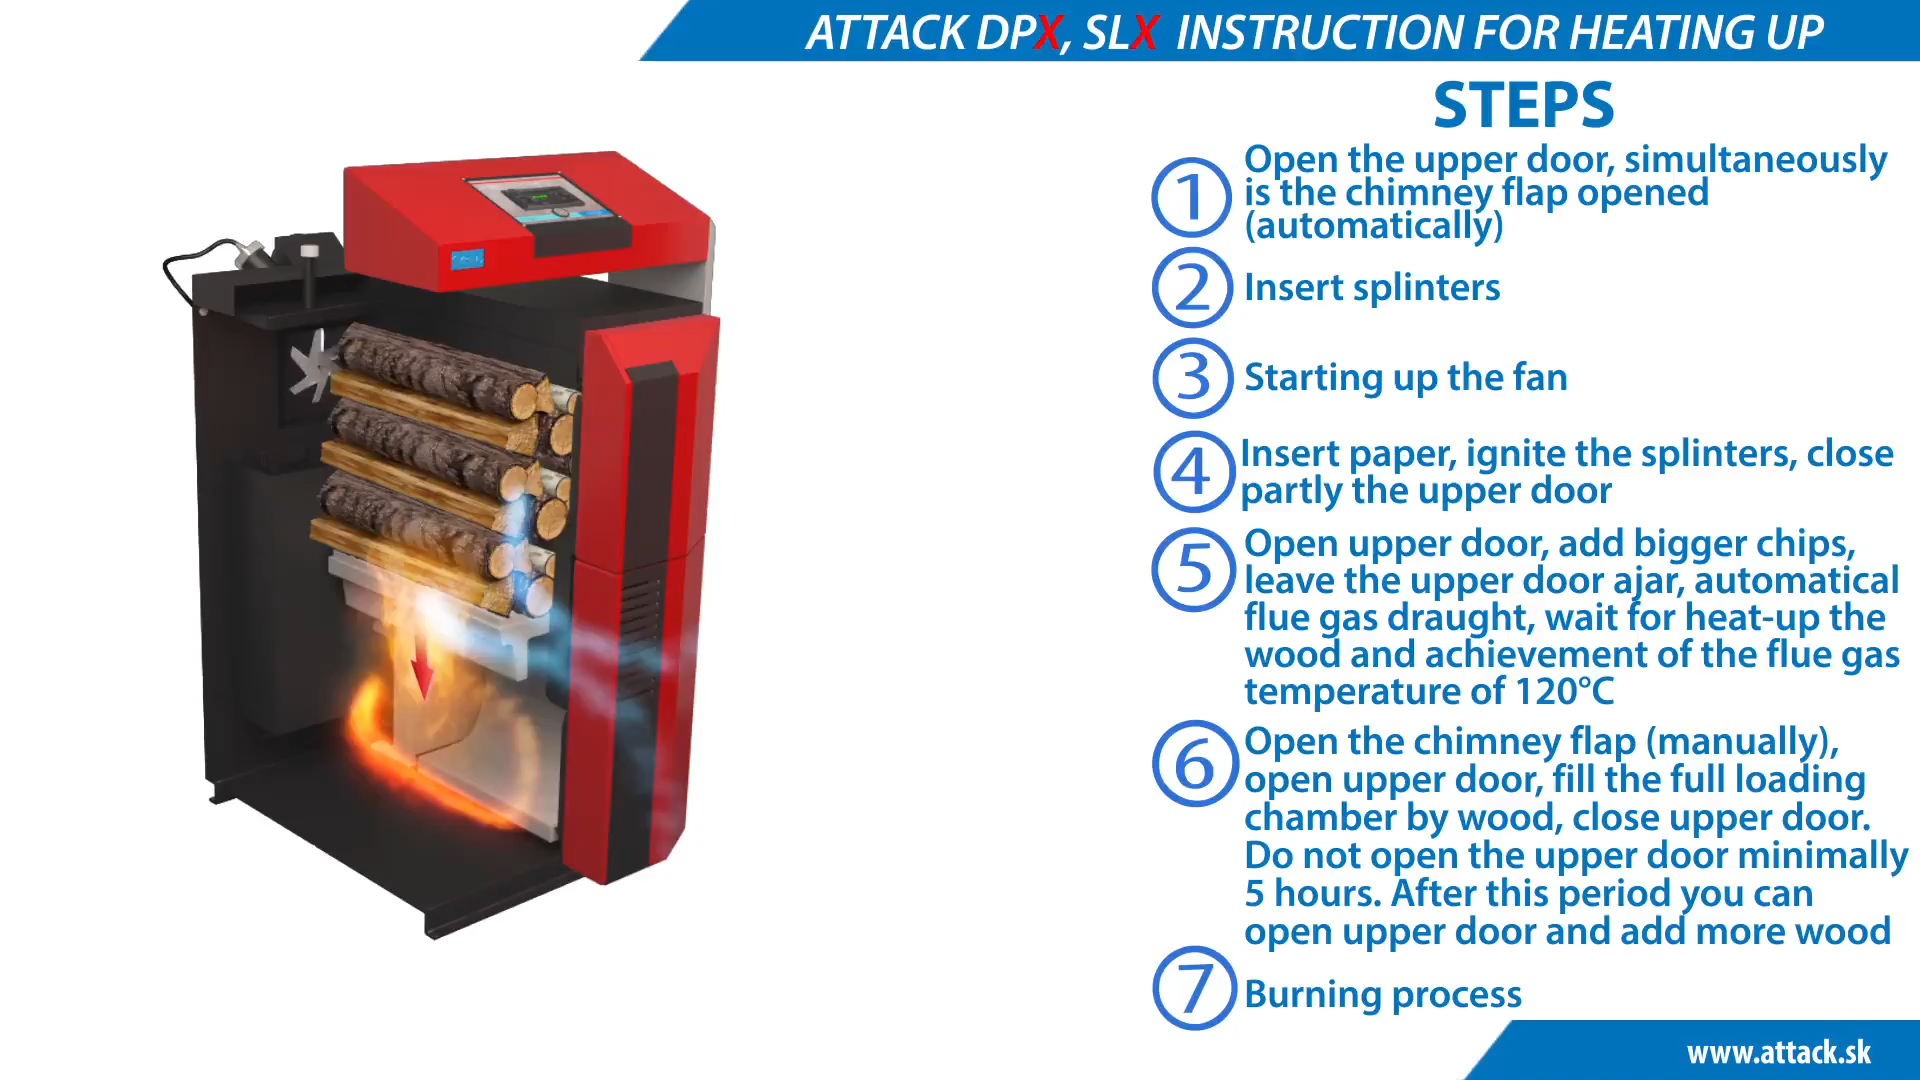 ATTACK DPX, SLX INSTRUCTION FOR HEATING UP
STEPS
1 Open the upper door, simultaneously
is the chimney flap opened
(automatically)
2 Insert splinters
3 Starting up the fan
4 Insert paper, ignite the splinters, close
partly the upper door
5 Open upper door, add bigger chips,
leave the upper door ajar, automatical
flue gas draught, wait for heat-up the
wood and achievement of the flue gas
temperature of 120°C
6 Open the chimney flap (manually),
open upper door, fill the full loading
chamber by wood, close upper door.
Do not open the upper door minimally
5 hours. After this period you can
open upper door and add more wood
7 Burning process
www.attack.sk